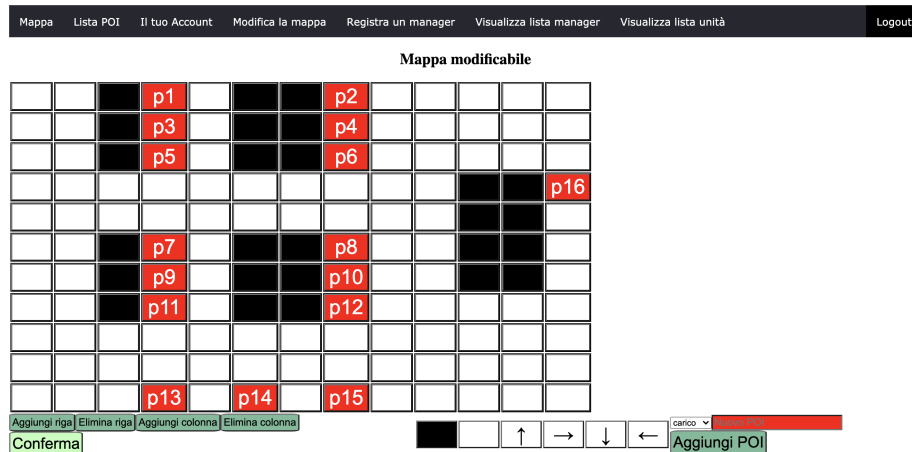 Mappa Lista POI Il tuo Account Modifica la mappa Registra un manager Visualizza lista manager Visualizza lista unità Logout
Mappa modificabile
p1 p2
p3 p4
p5 p6
p16
p7 p8
p9 p10
p11 p12
p13 p14 p15
Aggiungi riga Elimina riga Aggiungi colonna Elimina colonna
↑ → ↓ ← carico
Conferma Aggiungi POI